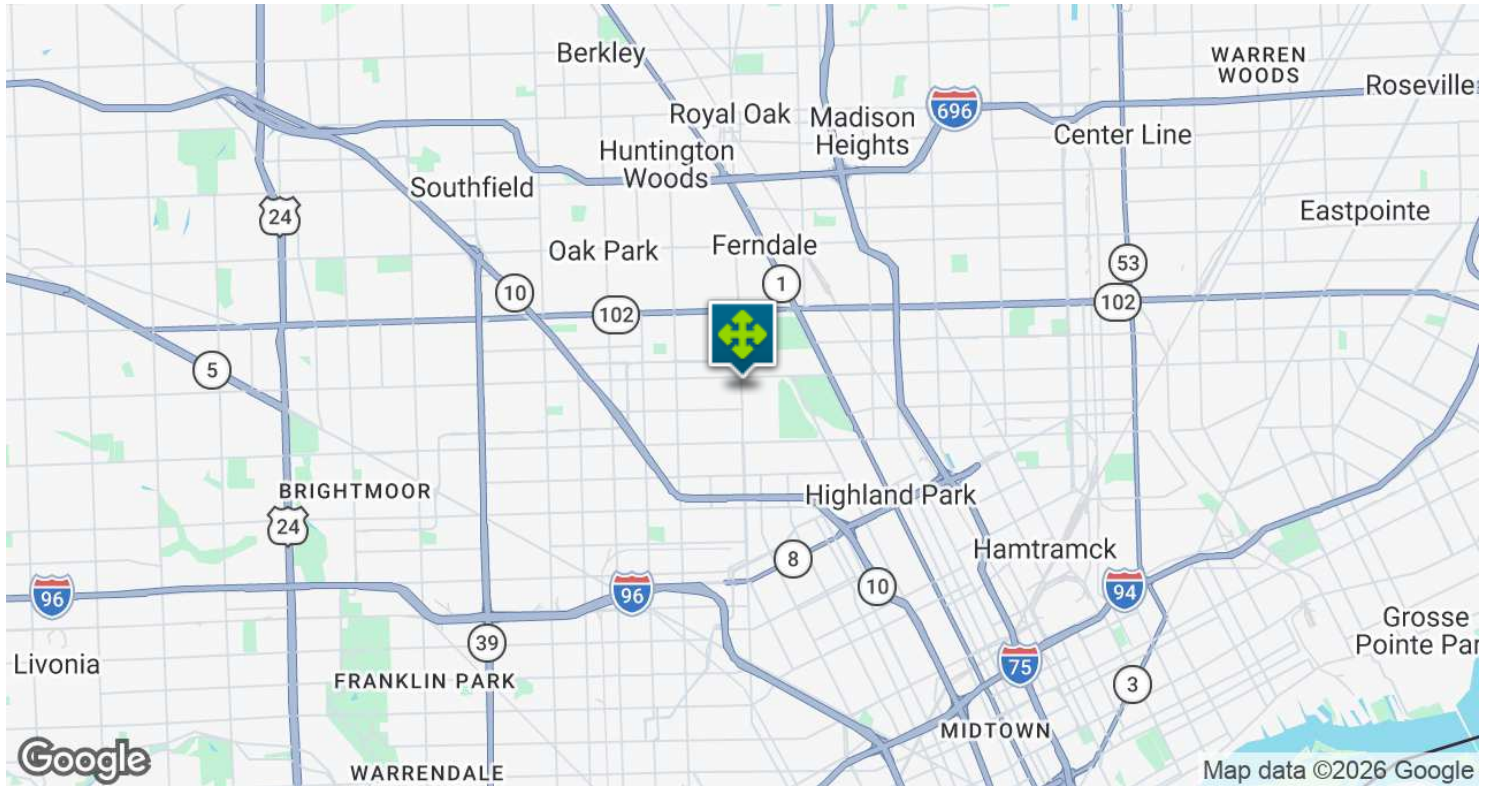 Berkley
WARREN
WOODS
Roseville
Royal Oak
Madison
Heights
696
Center Line
Huntington
Woods
Southfield
24
Eastpointe
Oak Park
Ferndale
53
10
1
102
102
5
BRIGHTMOOR
Highland Park
24
Hamtramck
8
96
96
10
94
Grosse
Pointe Par
39
Livonia
75
FRANKLIN PARK
3
MIDTOWN
Google
WARRENDALE
Map data ©2026 Google